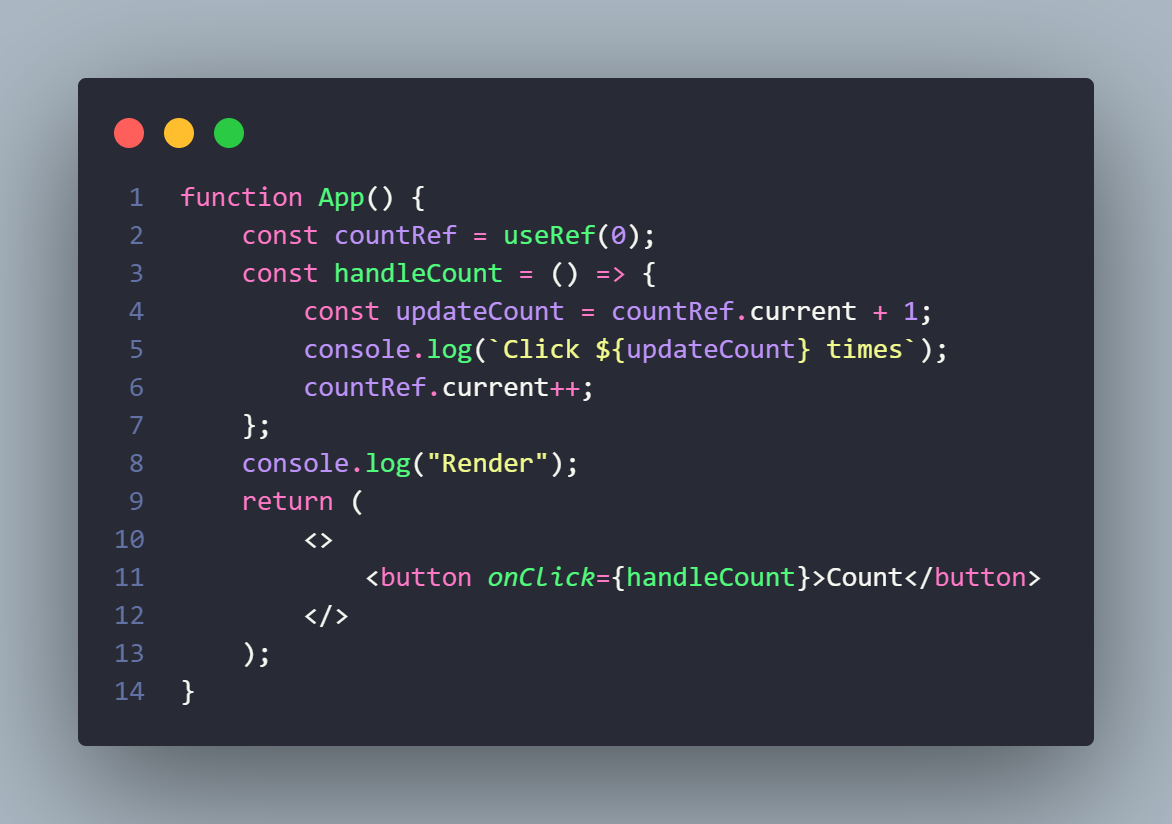 1 function App() {
2     const countRef = useRef(0);
3     const handleCount = () => {
4         const updateCount = countRef.current + 1;
5         console.log(`Click ${updateCount} times`);
6         countRef.current++;
7     };
8     console.log("Render");
9     return (
10         <>
11             <button onClick={handleCount}>Count</button>
12         </>
13     );
14 }